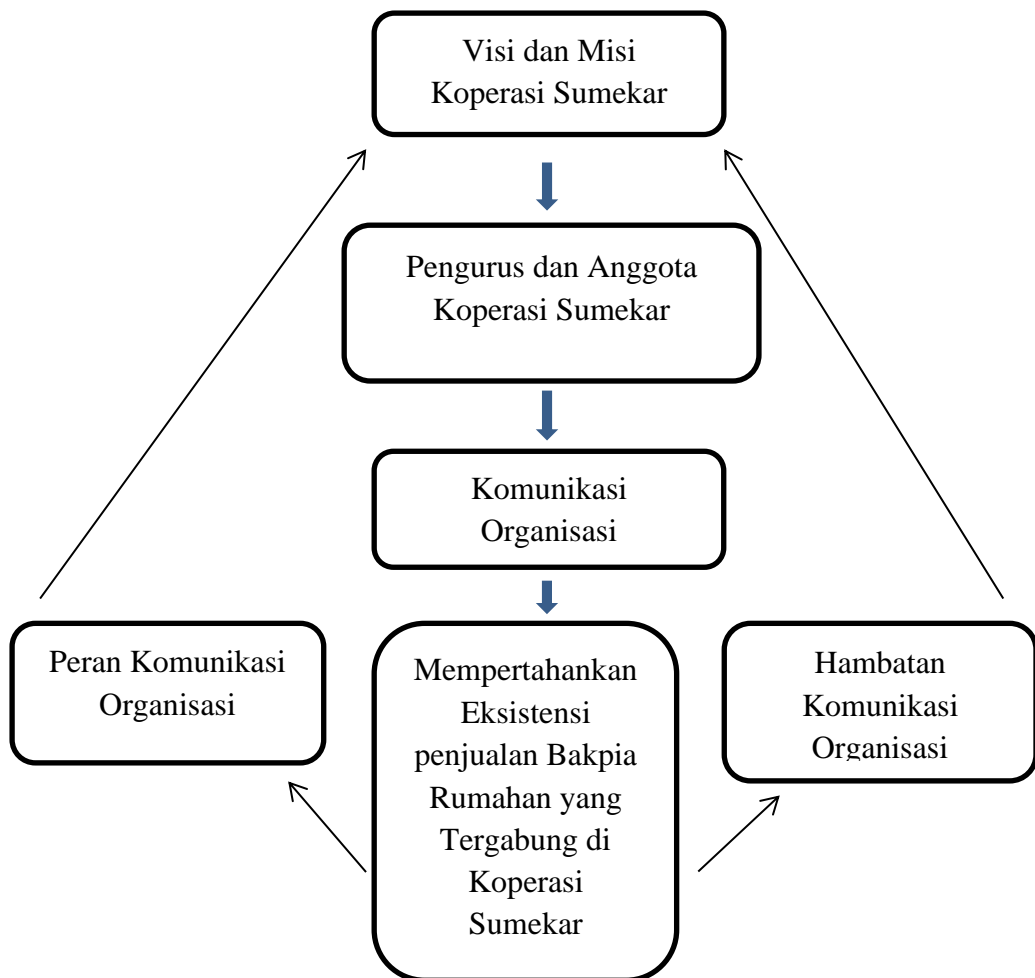 Visi dan Misi
Koperasi Sumekar
Pengurus dan Anggota
Koperasi Sumekar
Komunikasi
Organisasi
Peran Komunikasi
Organisasi
Mempertahankan
Eksistensi
penjualan Bakpia
Rumahan yang
Tergabung di
Koperasi
Sumekar
Hambatan
Komunikasi
Organisasi